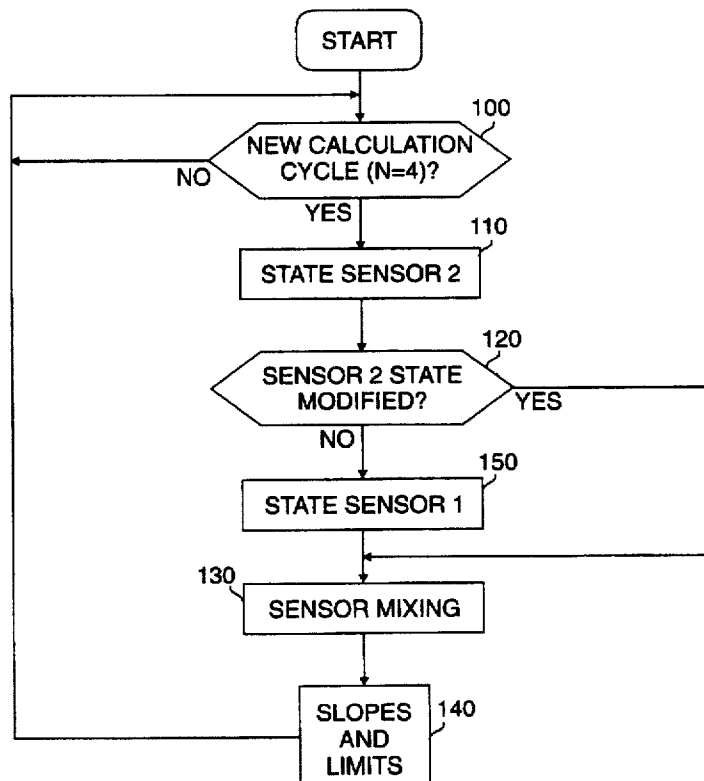 START
100
NEW CALCULATION
CYCLE (N=4)?
NO
YES
110
STATE SENSOR 2
120
SENSOR 2 STATE
MODIFIED?
YES
NO
150
STATE SENSOR 1
130
SENSOR MIXING
140
SLOPES
AND
LIMITS